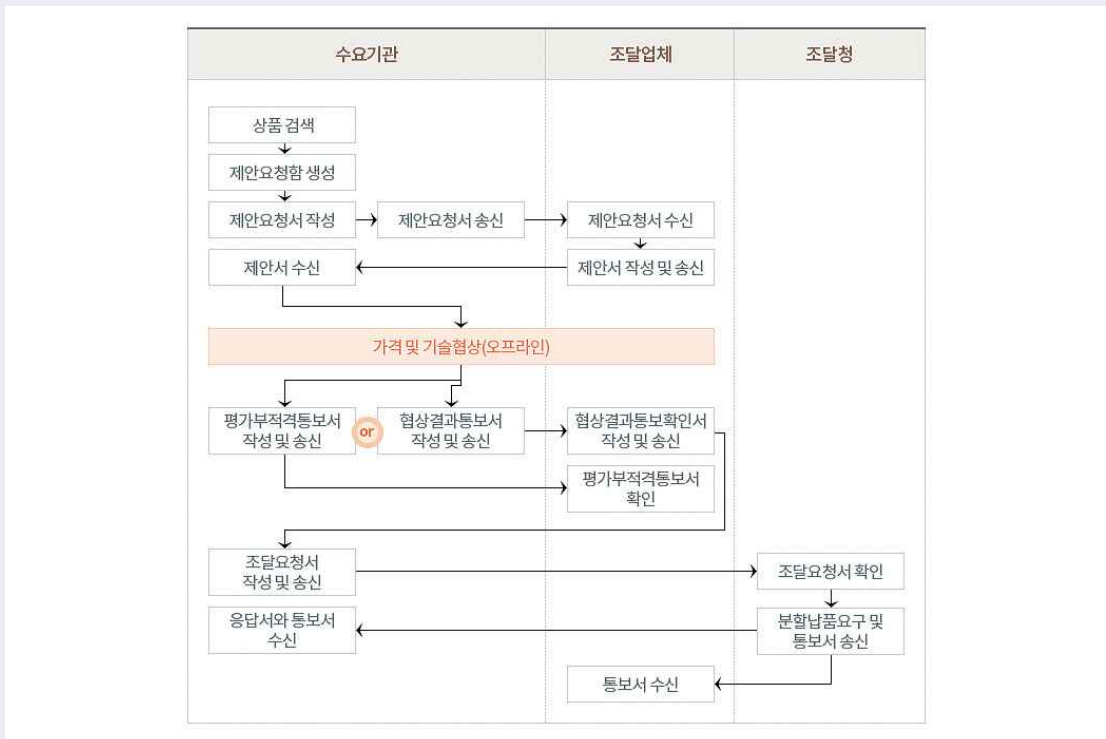 수요기관
조달업체
조달청
상품 검색
제안요청함 생성
제안요청서 작성
제안요청서 송신
제안요청서 수신
제안서 수신
제안서 작성 및 송신
가격 및 기술협상(오프라인)
평가부적격통보서
작성 및 송신
or
협상결과통보서
작성 및 송신
협상결과통보확인서
작성 및 송신
평가부적격통보서
확인
조달요청서
작성 및 송신
조달요청서 확인
응답서와 통보서
수신
분할납품요구 및
통보서 송신
통보서 수신